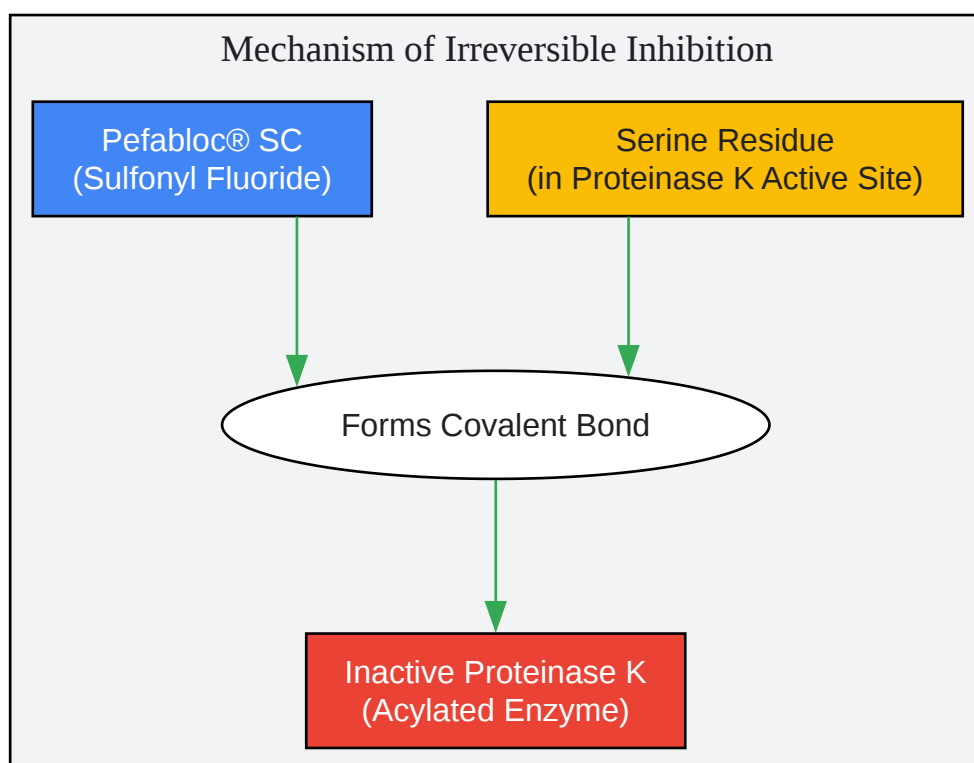 Mechanism of Irreversible Inhibition
Pefabloc® SC
(Sulfonyl Fluoride)
Serine Residue
(in Proteinase K Active Site)
Forms Covalent Bond
Inactive Proteinase K
(Acylated Enzyme)